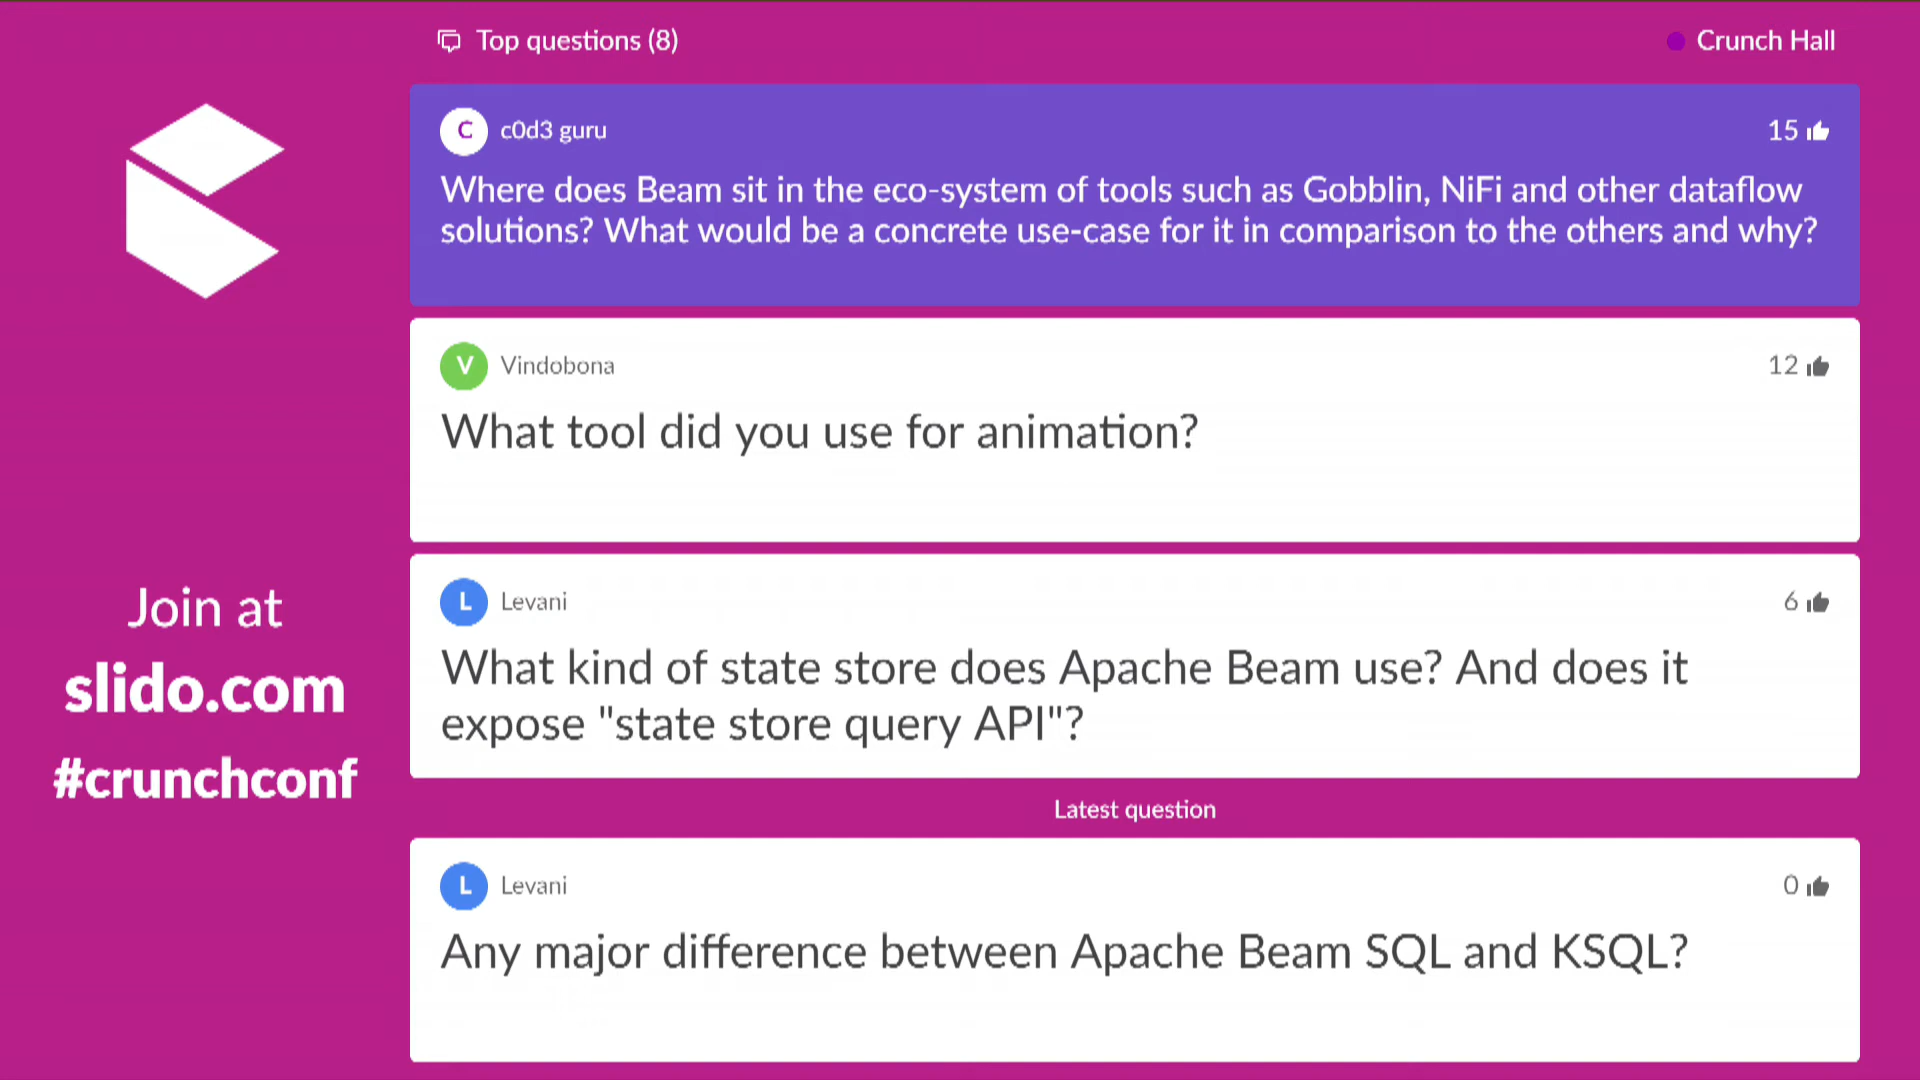 Top questions (8)
Crunch Hall
C
c0d3 guru
15
Where does Beam sit in the eco-system of tools such as Gobblin, NiFi and other dataflow
solutions? What would be a concrete use-case for it in comparison to the others and why?
V
Vindobona
12
What tool did you use for animation?
L
Levani
6
What kind of state store does Apache Beam use? And does it
expose "state store query API"?
Join at
slido.com
#crunchconf
Latest question
L
Levani
0
Any major difference between Apache Beam SQL and KSQL?